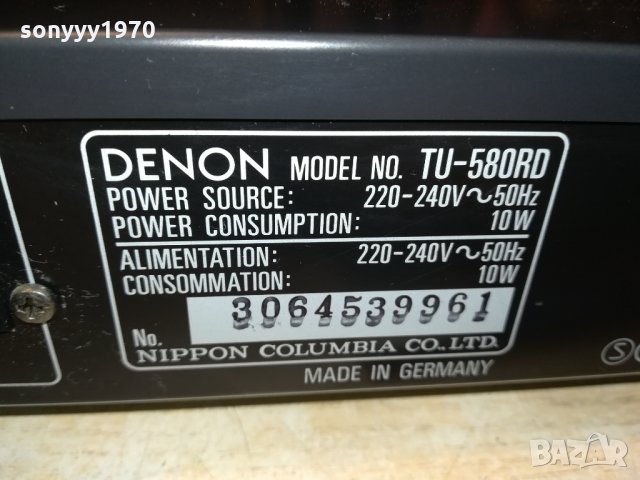 sonyyy1970
DENON MODEL NO. TU-580RD
POWER SOURCE: 220-240V～50Hz
POWER CONSUMPTION: 10W
ALIMENTATION: 220-240V～50Hz
CONSOMMATION: 10W
No. 3064539961
NIPPON COLUMBIA CO., LTD.
MADE IN GERMANY
S
BAZAR